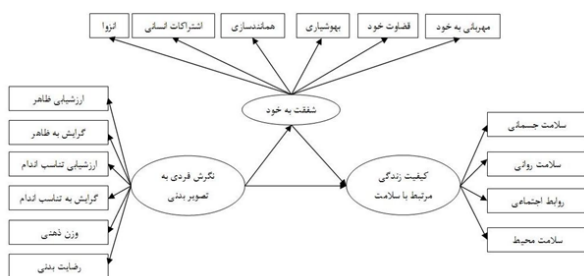 مهربانی به خود
قضاوت خود
بهوشیاری
همانندسازی
اشتراکات انسانی
انزوا
شفقت به خود
ارزشیابی ظاهر
گرایش به ظاهر
ارزشیابی تناسب اندام
گرایش به تناسب اندام
وزن ذهنی
رضایت بدنی
نگرش فردی به
تصویر بدنی
کیفیت زندگی
مرتبط با سلامت
سلامت جسمانی
سلامت روانی
روابط اجتماعی
سلامت محیط